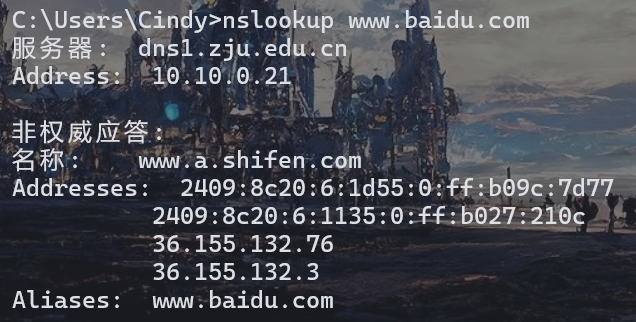 C:\Users\Cindy>nslookup www.baidu.com
服务器:  dns1.zju.edu.cn
Address:  10.10.0.21
非权威应答:
名称:    www.a.shifen.com
Addresses:  2409:8c20:6:1d55:0:ff:b09c:7d77
2409:8c20:6:1135:0:ff:b027:210c
36.155.132.76
36.155.132.3
Aliases:  www.baidu.com